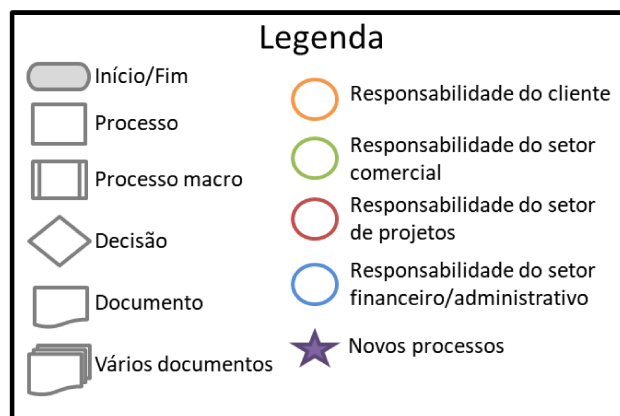 Legenda
Início/Fim
Processo
Processo macro
Decisão
Documento
Vários documentos
Responsabilidade do cliente
Responsabilidade do setor
comercial
Responsabilidade do setor
de projetos
Responsabilidade do setor
financeiro/administrativo
Novos processos